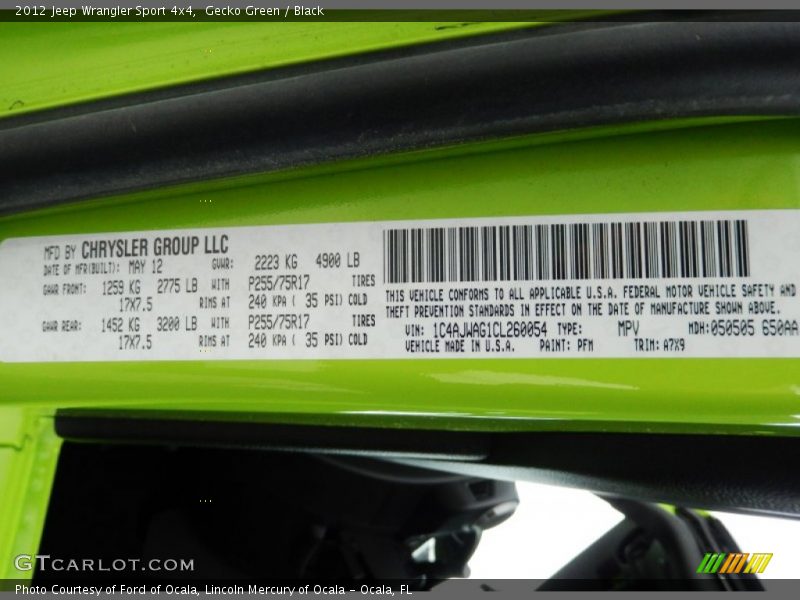 2012 Jeep Wrangler Sport 4x4,  Gecko Green / Black
MFD BY CHRYSLER GROUP LLC
DATE OF MFR(BUILT): MAY 12 GVWR: 2223 KG 4900 LB
GAWR FRONT: 1259 KG 2775 LB WITH P255/75R17 TIRES
17X7.5 RIMS AT 240 KPA ( 35 PSI) COLD
GAWR REAR: 1452 KG 3200 LB WITH P255/75R17 TIRES
17X7.5 RIMS AT 240 KPA ( 35 PSI) COLD
THIS VEHICLE CONFORMS TO ALL APPLICABLE U.S.A. FEDERAL MOTOR VEHICLE SAFETY AND
THEFT PREVENTION STANDARDS IN EFFECT ON THE DATE OF MANUFACTURE SHOWN ABOVE.
VIN: 1C4AJWAG1CL260054 TYPE: MPV MDH:050505 650AA
VEHICLE MADE IN U.S.A. PAINT: PFM TRIM: A7X9
GTCARLOT.COM
Photo Courtesy of Ford of Ocala, Lincoln Mercury of Ocala - Ocala, FL